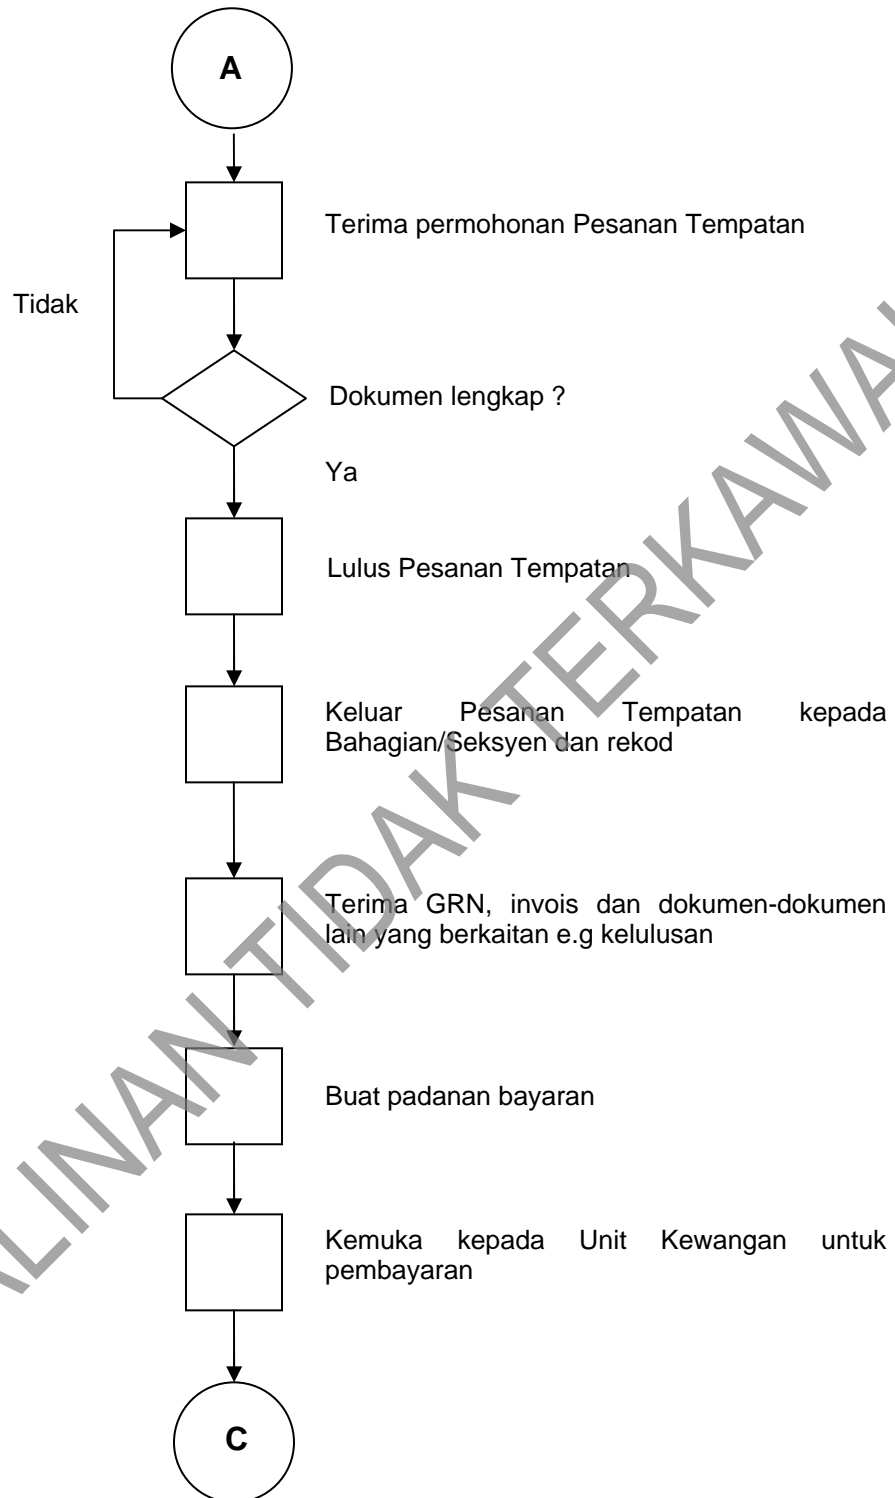 A
Terima permohonan Pesanan Tempatan
Tidak
Dokumen lengkap ?
Ya
Lulus Pesanan Tempatan
Keluar Pesanan Tempatan kepada
Bahagian/Seksyen dan rekod
Terima GRN, invois dan dokumen-dokumen
lain yang berkaitan e.g kelulusan
Buat padanan bayaran
Kemuka kepada Unit Kewangan untuk
pembayaran
C
ALINAN TIDAK TERKAWA